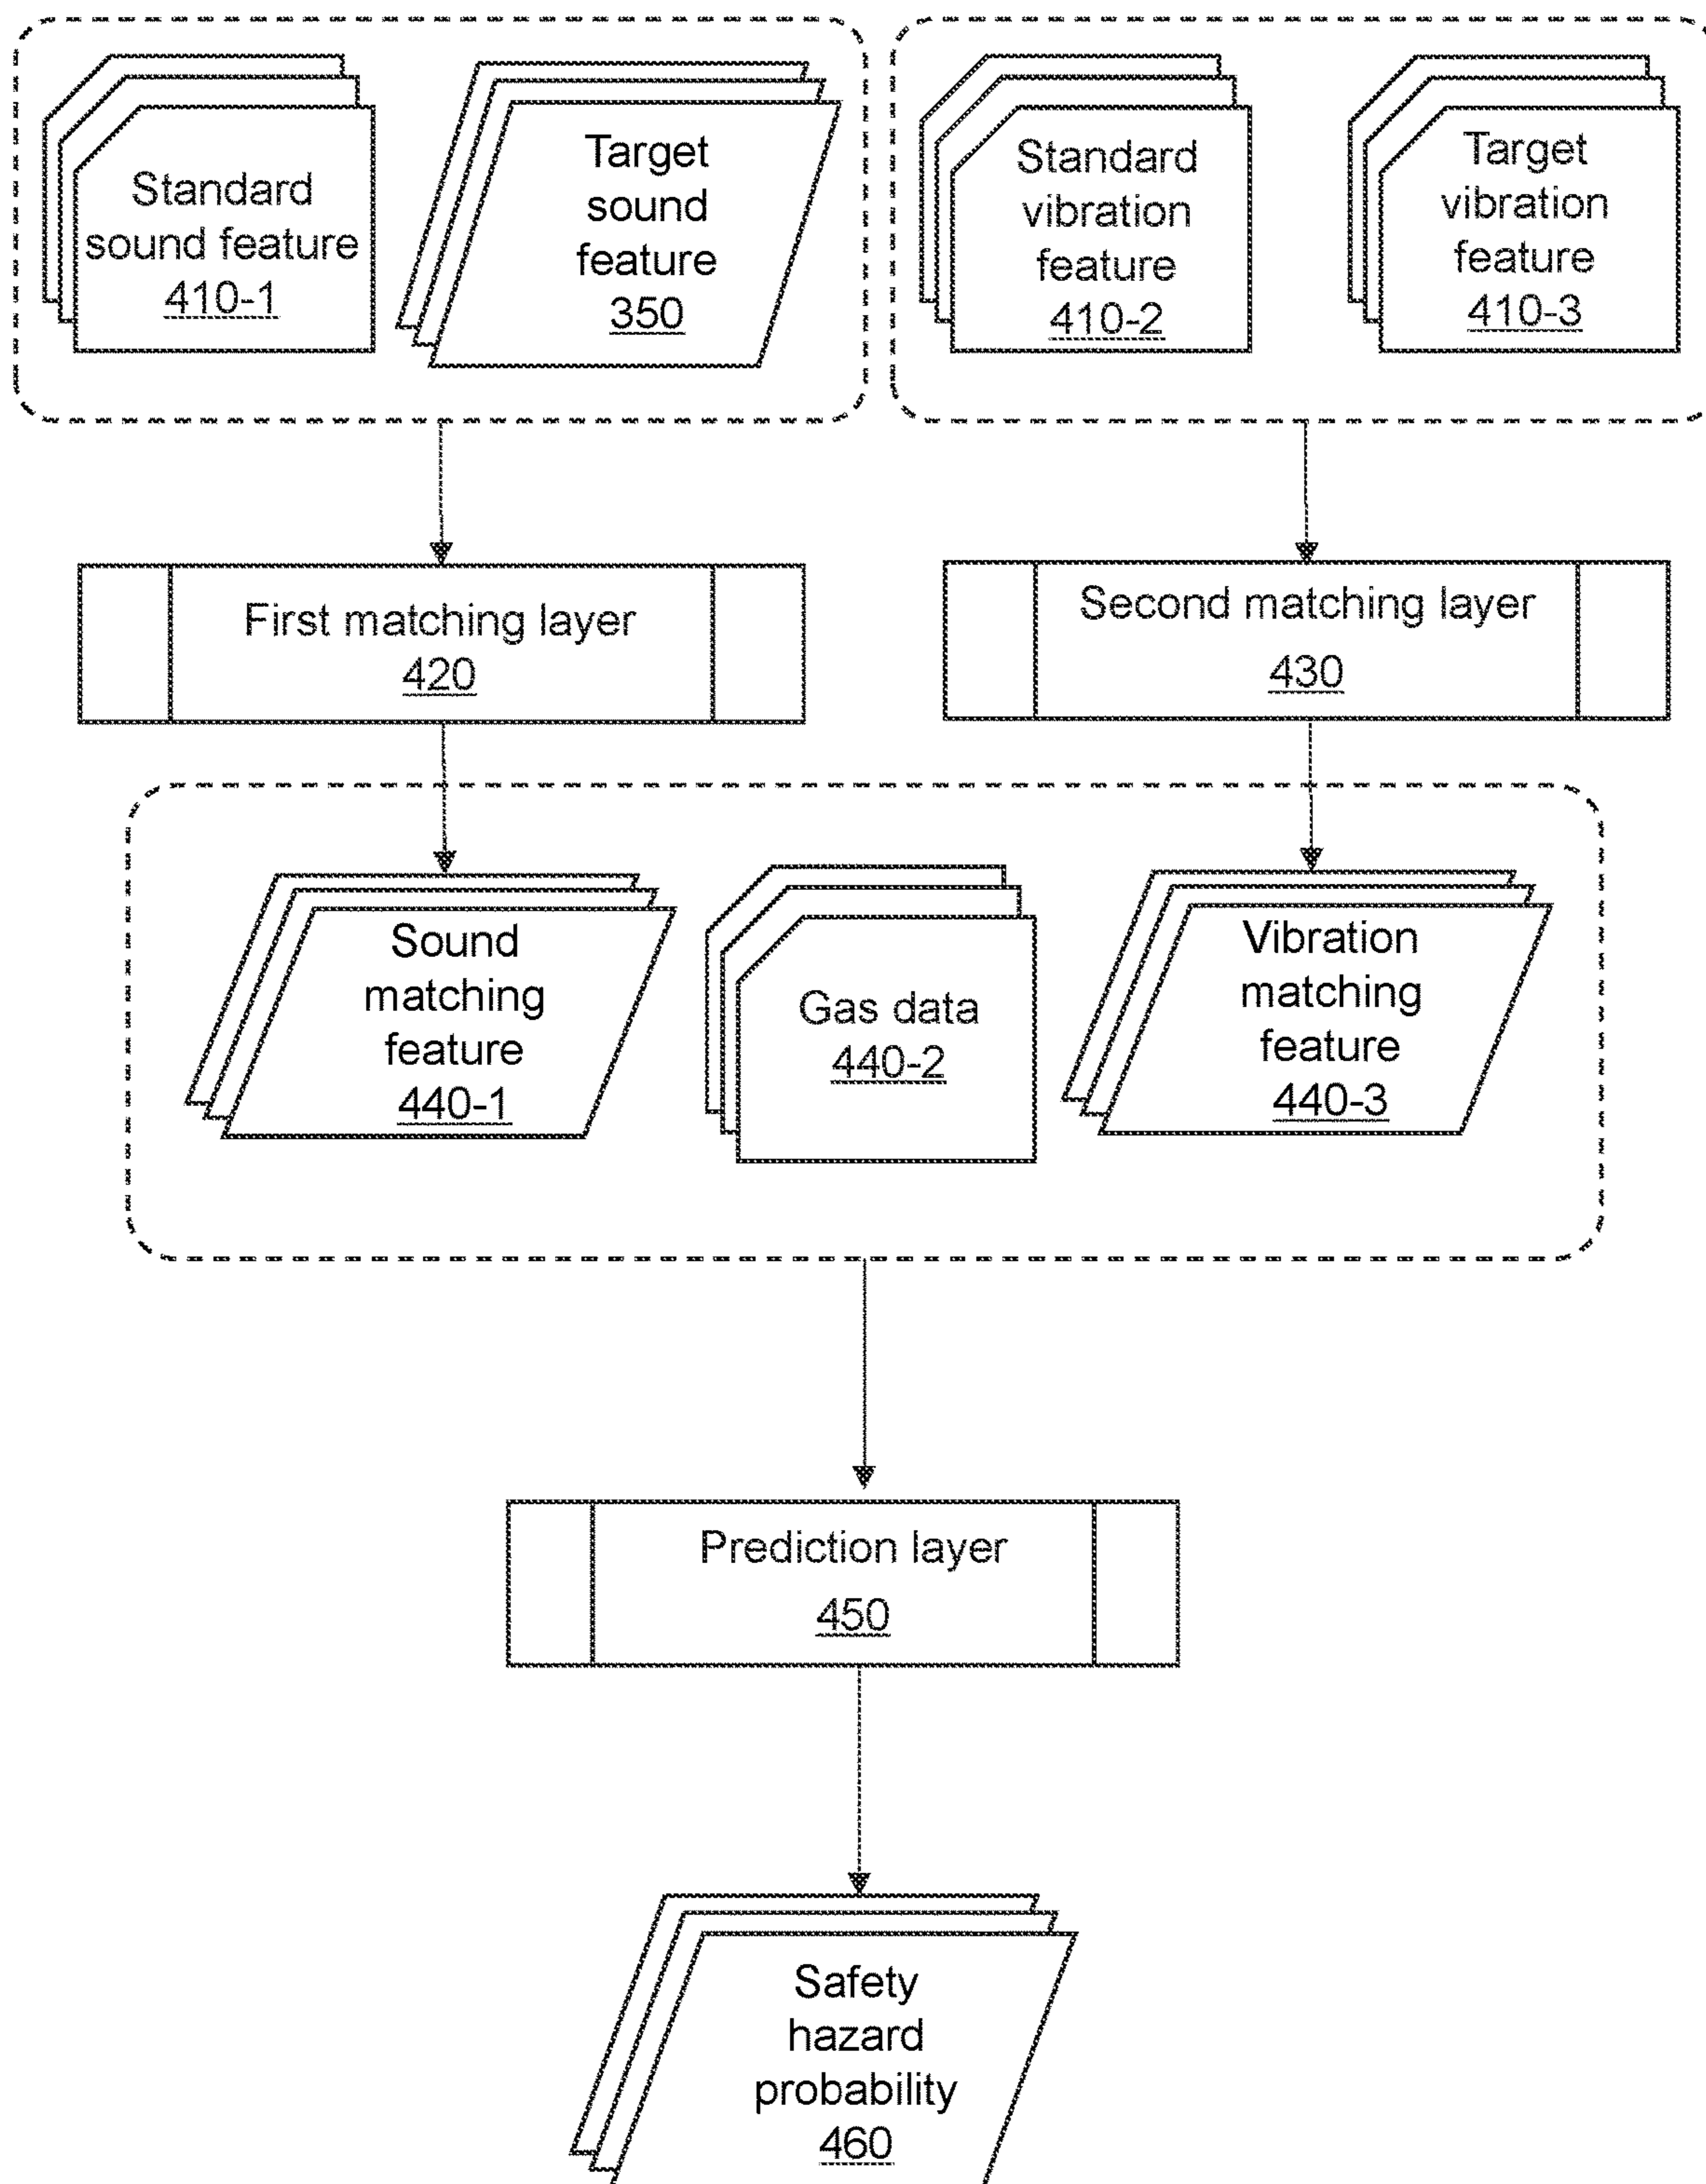 Standard
sound feature
410-1
Target
sound
feature
350
Standard
vibration
feature
410-2
Target
vibration
feature
410-3
First matching layer
420
Second matching layer
430
Sound
matching
feature
440-1
Gas data
440-2
Vibration
matching
feature
440-3
Prediction layer
450
Safety
hazard
probability
460